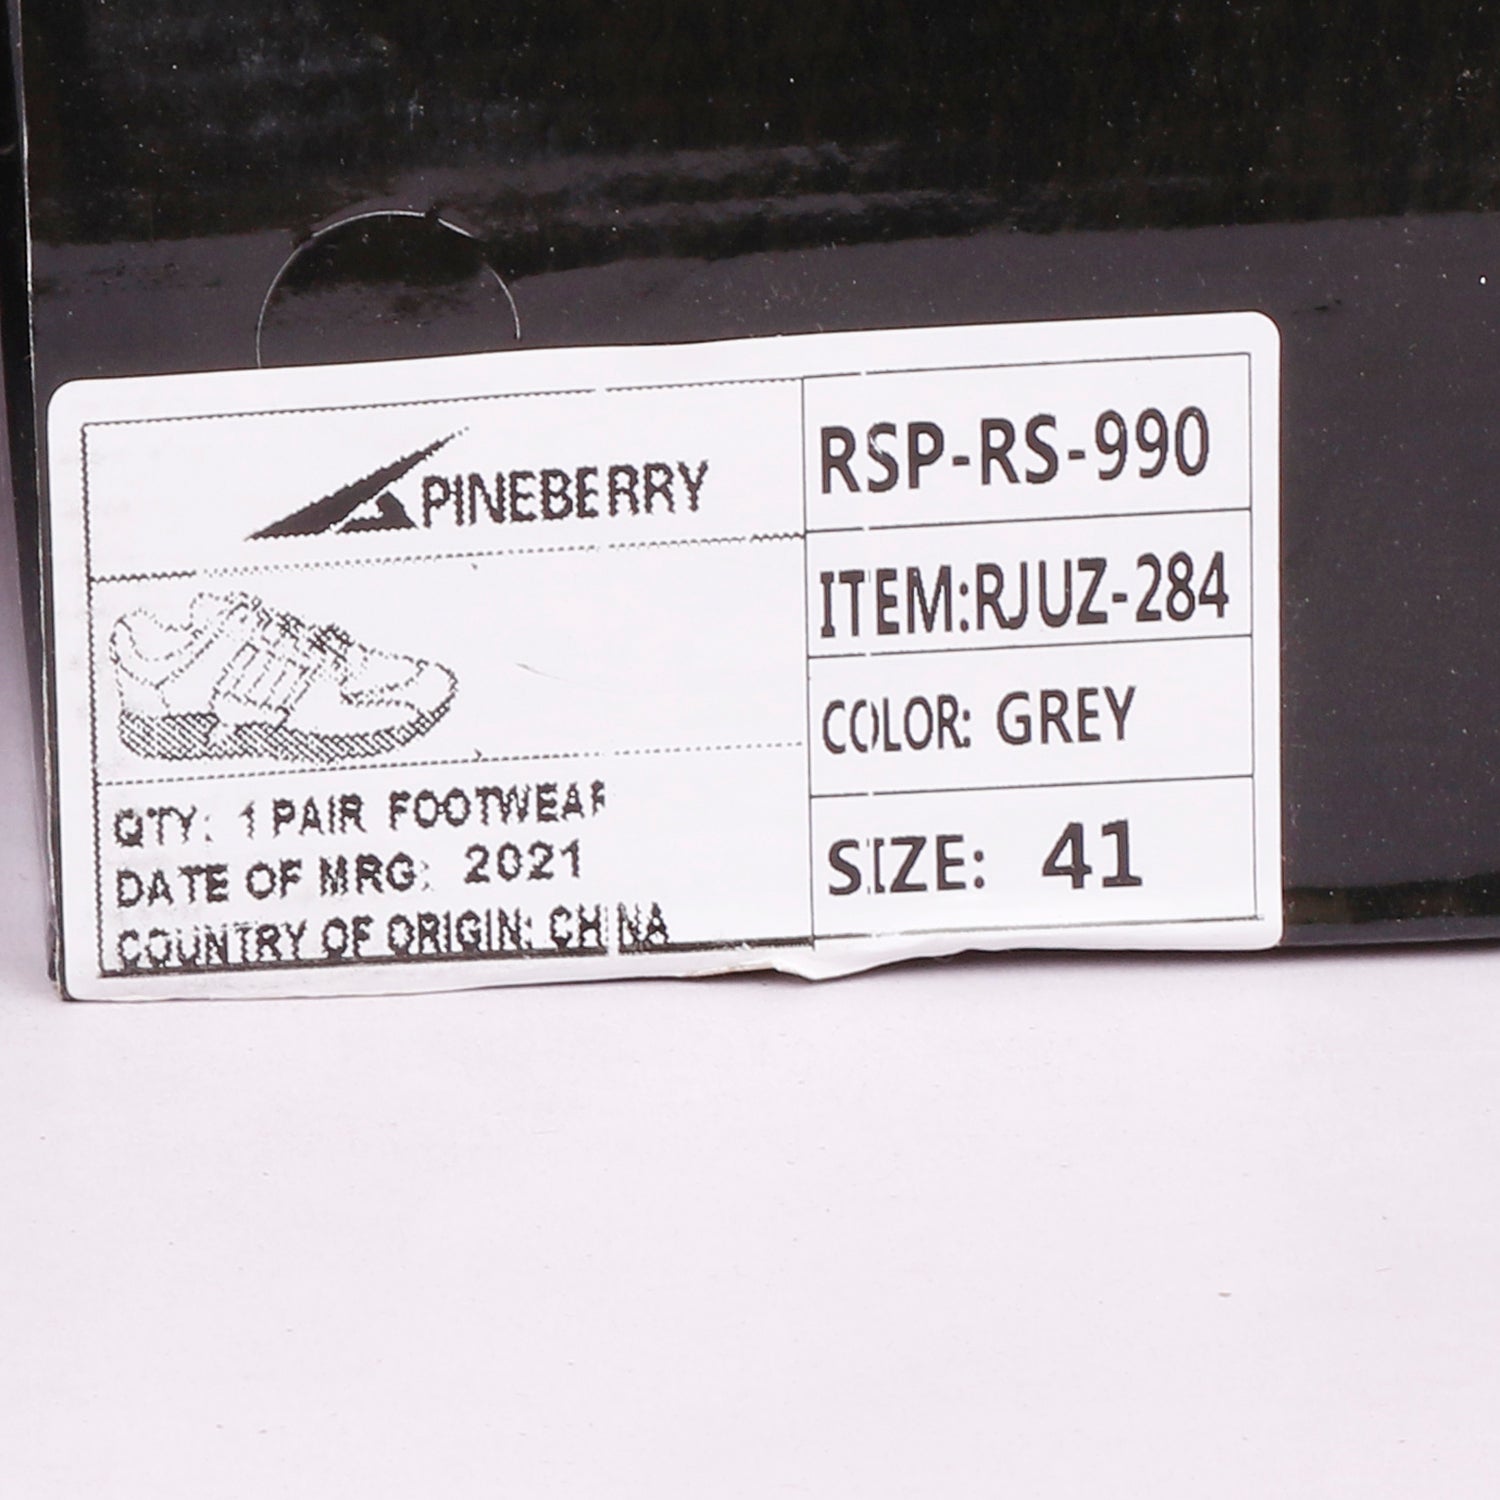 PINEBERRY
QTY: 1 PAIR FOOTWEAR
DATE OF MRG: 2021
COUNTRY OF ORIGIN: CHINA
RSP-RS-990
ITEM:RJUZ-284
COLOR: GREY
SIZE: 41